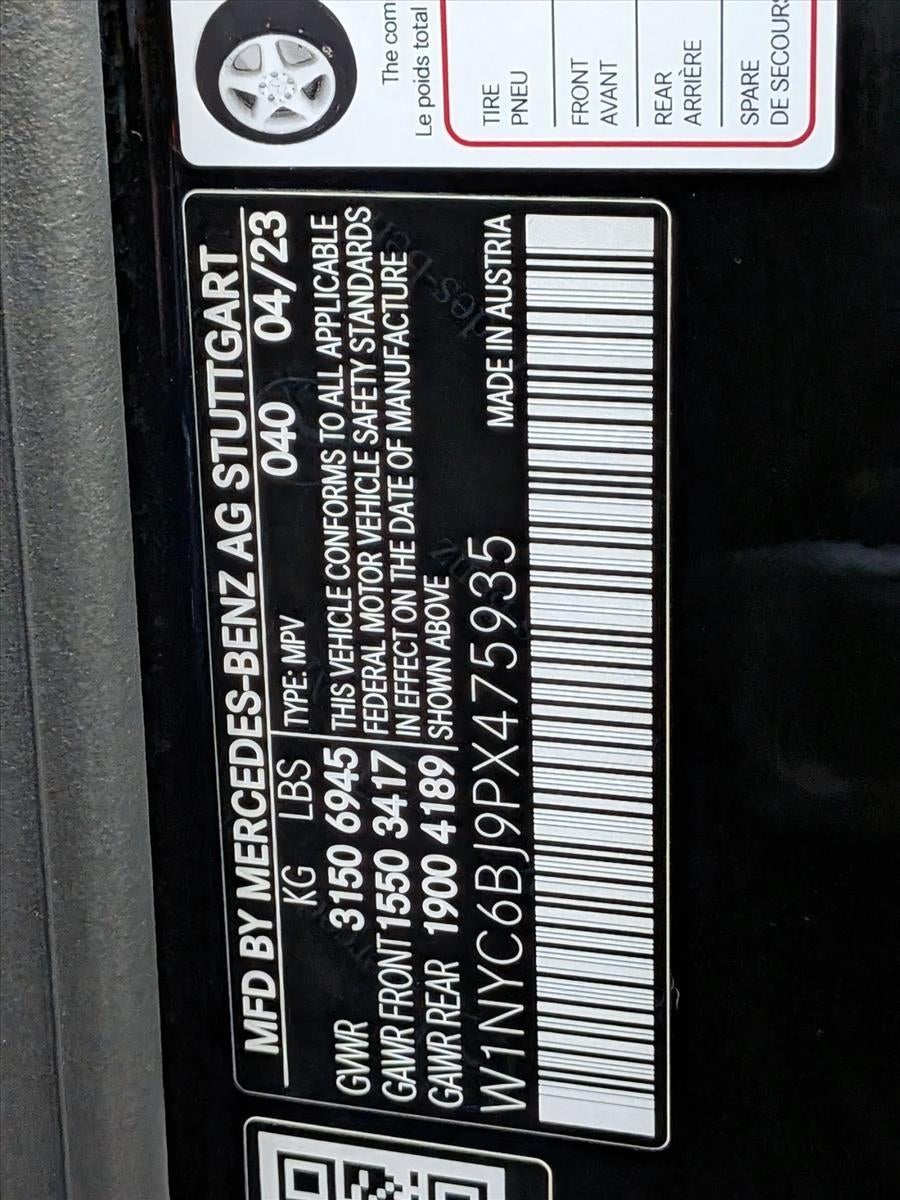 MFD BY MERCEDES-BENZ AG STUTTGART
KG LBS TYPE: MPV 040 04/23
GVWR 3150 6945 THIS VEHICLE CONFORMS TO ALL APPLICABLE
GAWR FRONT 1550 3417 FEDERAL MOTOR VEHICLE SAFETY STANDARDS
GAWR REAR 1900 4189 IN EFFECT ON THE DATE OF MANUFACTURE
SHOWN ABOVE
MADE IN AUSTRIA
W1NYC6BJ9PX475935
The com
Le poids total
TIRE
PNEU
FRONT
AVANT
REAR
ARRIÈRE
SPARE
DE SECOURS